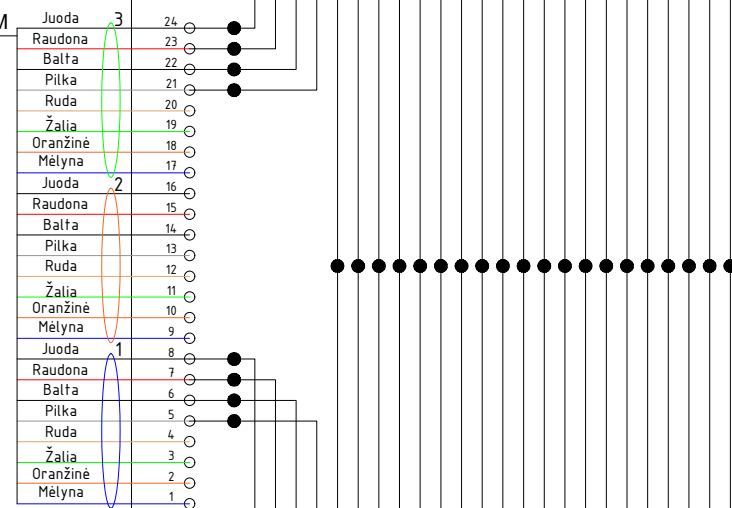 M
Juoda 3 24
Raudona 23
Balta 22
Pilka 21
Ruda 20
Žalia 19
Oranžinė 18
Mėlyna 17
Juoda 2 16
Raudona 15
Balta 14
Pilka 13
Ruda 12
Žalia 11
Oranžinė 10
Mėlyna 9
Juoda 1 8
Raudona 7
Balta 6
Pilka 5
Ruda 4
Žalia 3
Oranžinė 2
Mėlyna 1